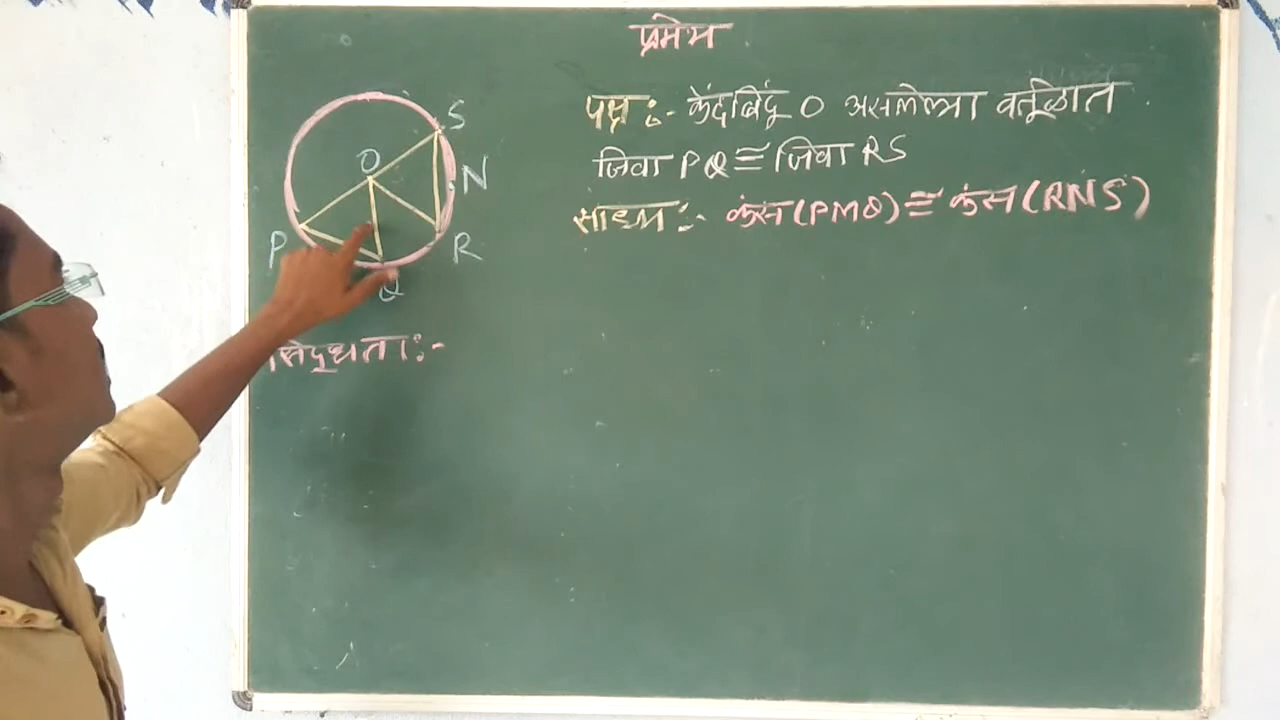 प्रमेय
पक्ष :- केंद्रबिंदू O असलेल्या वर्तूळात
जिवा PQ ≅ जिवा RS
साध्य :- कंस (PMQ) ≅ कंस (RNS)
S
O
N
P
R
Q
सिद्धता :-